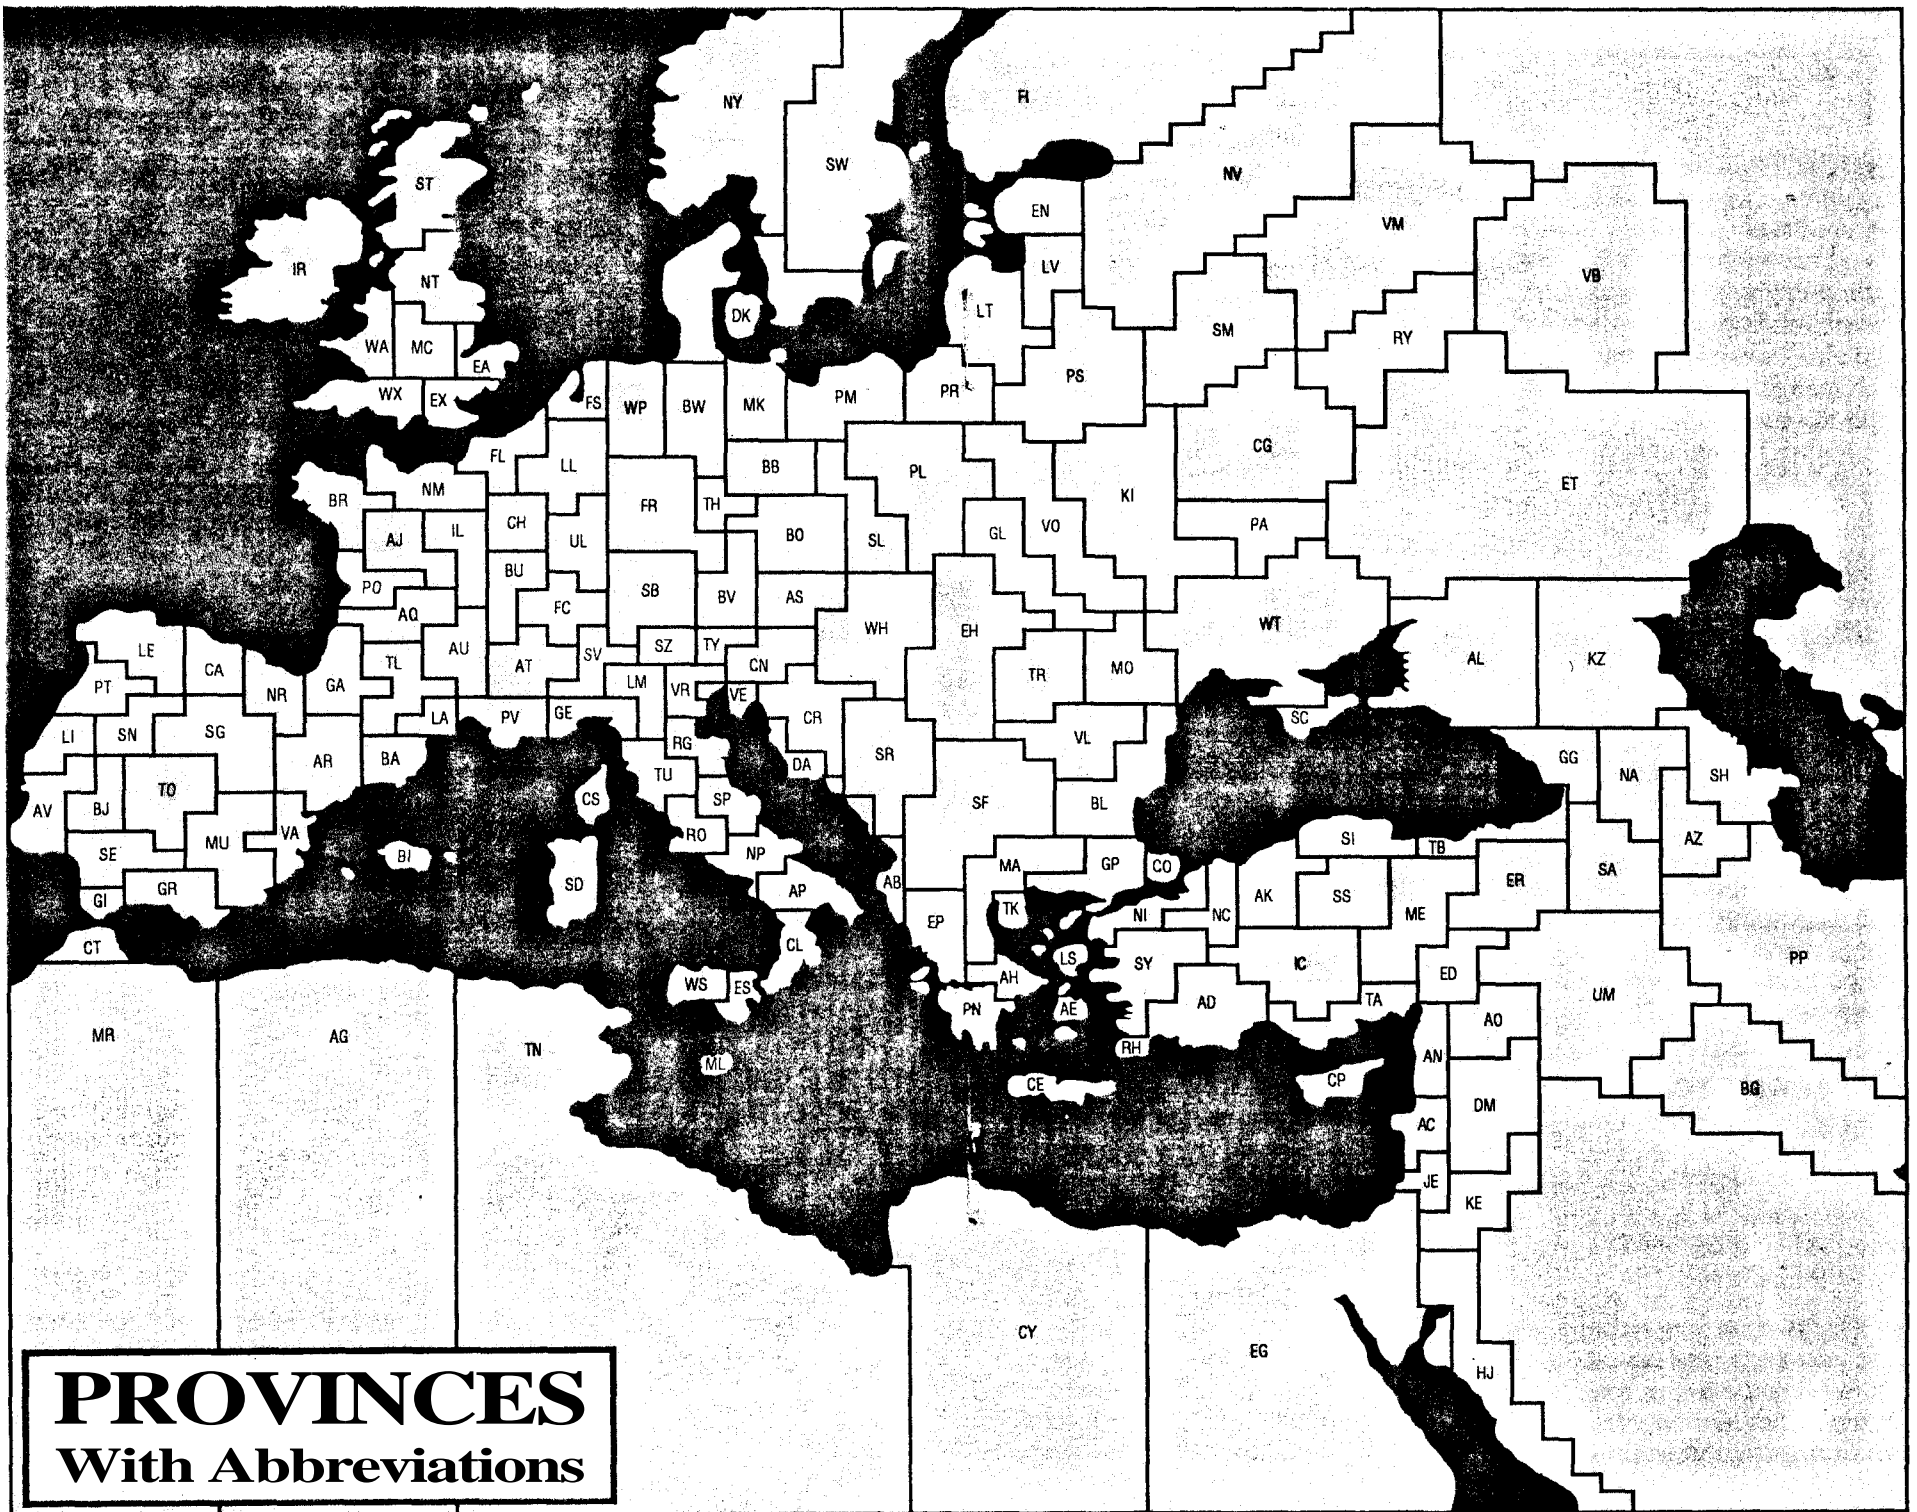 NY
FI
SW
NV
ST
EN
VM
IR
LV
VB
NT
LT
DK
SM
RY
WA
MC
EA
PS
WX
EX
FS
WP
BW
MK
PM
PR
CG
FL
LL
BB
PL
ET
BR
NM
FR
TH
KI
CH
VO
PA
AJ
IL
UL
BO
SL
GL
BU
PO
SB
BV
AS
FC
AQ
WH
EH
WT
LE
CA
TL
AU
AT
SV
SZ
TY
CN
TR
MO
AL
KZ
PT
NR
GA
LM
VR
VE
LA
PV
GE
CR
SC
LI
SN
SG
RG
VL
AR
BA
TU
DA
SR
GG
NA
SH
AV
BJ
TO
CS
SP
SF
BL
VA
MU
RO
SI
TB
AZ
SE
BI
NP
MA
GP
CO
SA
GI
GR
SD
AP
AB
AK
SS
ER
TK
NI
NC
ME
EP
CT
CL
LS
SY
IC
ED
PP
WS
ES
AH
UM
PN
AE
AD
TA
AO
MR
AG
TN
RH
AN
ML
CE
CP
BG
DM
AC
JE
KE
CY
EG
HJ
PROVINCES
With Abbreviations